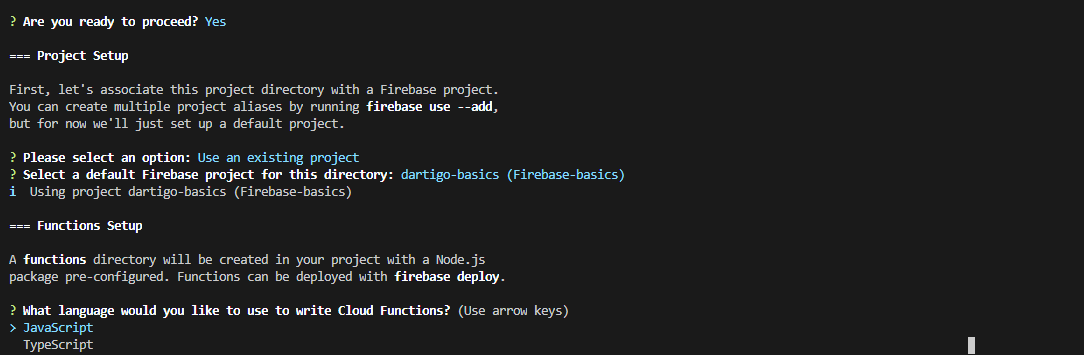 ? Are you ready to proceed? Yes
=== Project Setup
First, let's associate this project directory with a Firebase project.
You can create multiple project aliases by running firebase use --add,
but for now we'll just set up a default project.
? Please select an option: Use an existing project
? Select a default Firebase project for this directory: dartigo-basics (Firebase-basics)
i  Using project dartigo-basics (Firebase-basics)
=== Functions Setup
A functions directory will be created in your project with a Node.js
package pre-configured. Functions can be deployed with firebase deploy.
? What language would you like to use to write Cloud Functions? (Use arrow keys)
> JavaScript
  TypeScript